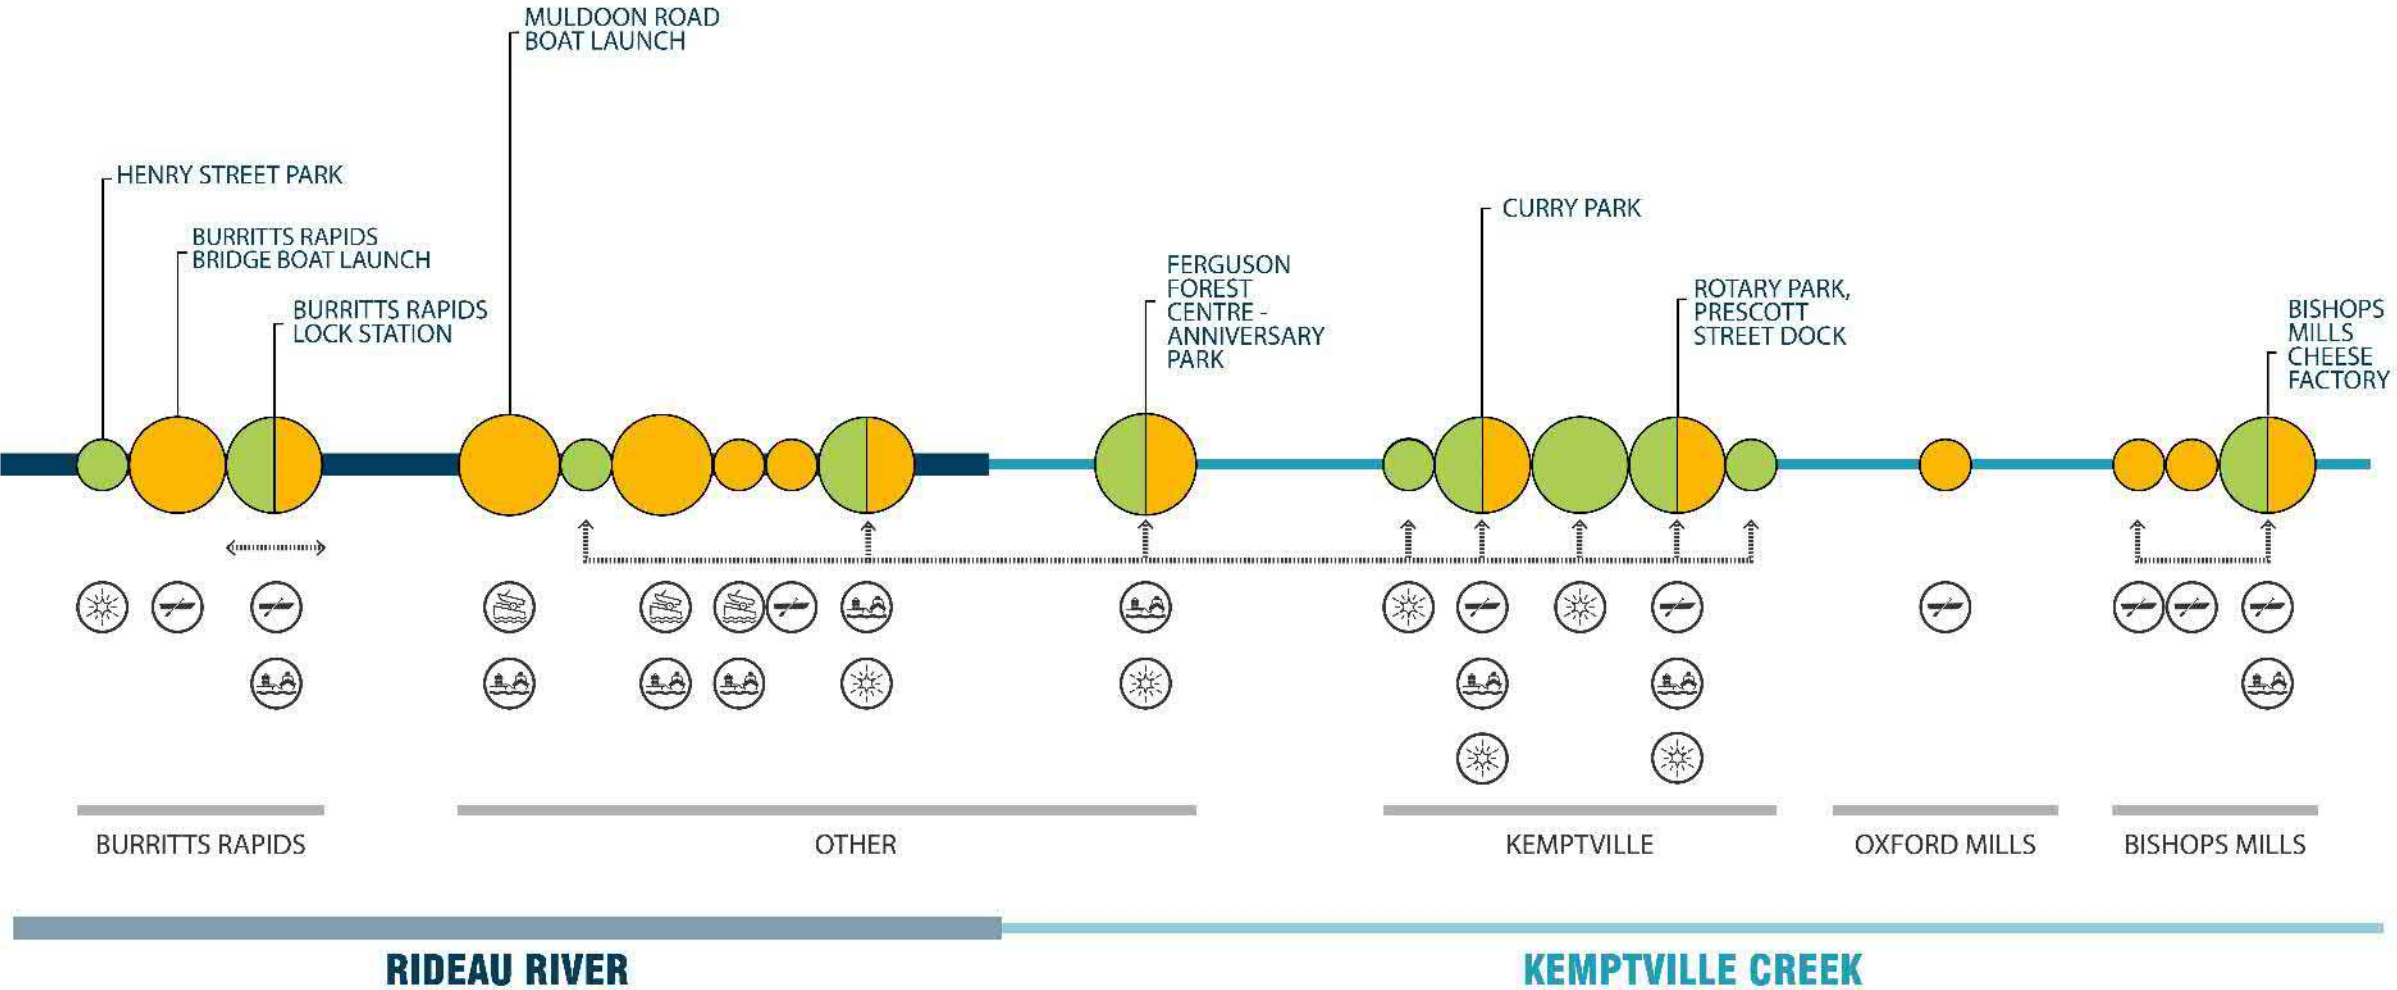 MULDOON ROAD
BOAT LAUNCH
HENRY STREET PARK
BURRITTS RAPIDS
BRIDGE BOAT LAUNCH
BURRITTS RAPIDS
LOCK STATION
FERGUSON
FOREST
CENTRE -
ANNIVERSARY
PARK
CURRY PARK
ROTARY PARK,
PRESCOTT
STREET DOCK
BISHOPS
MILLS
CHEESE
FACTORY
BURRITTS RAPIDS
OTHER
KEMPTVILLE
OXFORD MILLS
BISHOPS MILLS
RIDEAU RIVER
KEMPTVILLE CREEK